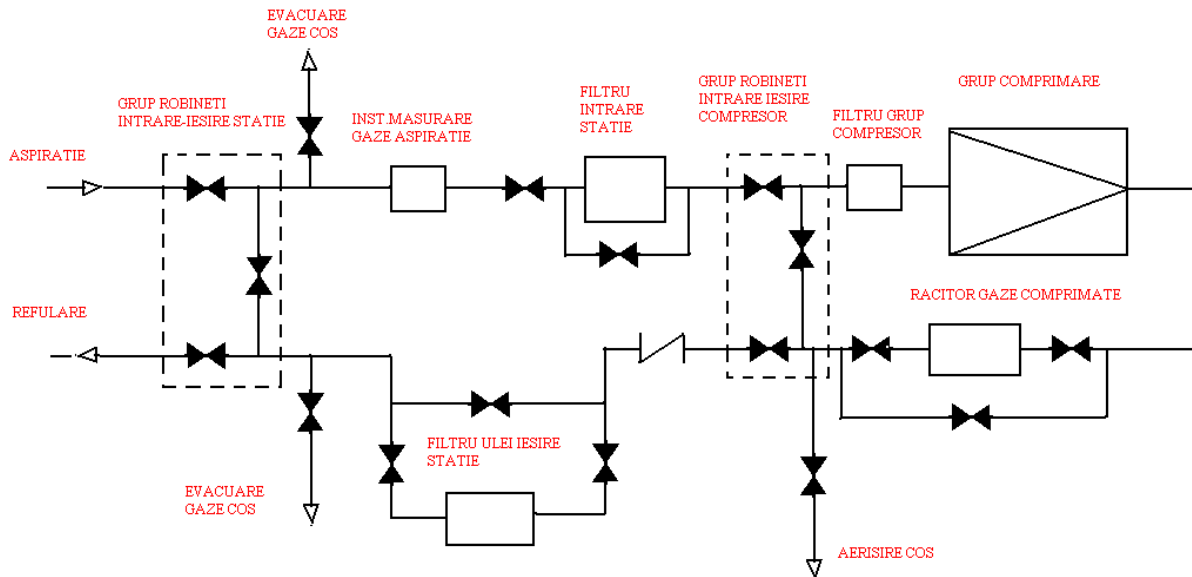 EVACUARE
GAZE COS
GRUP ROBINETI
INTRARE-IESIRE STATIE
INST.MASURARE
GAZE ASPIRATIE
FILTRU
INTRARE
STATIE
GRUP ROBINETI
INTRARE IESIRE
COMPRESOR
FILTRU GRUP
COMPRESOR
GRUP COMPRIMARE
ASPIRATIE
REFULARE
RACITOR GAZE COMPRIMATE
FILTRU ULEI IESIRE
STATIE
EVACUARE
GAZE COS
AERISIRE COS